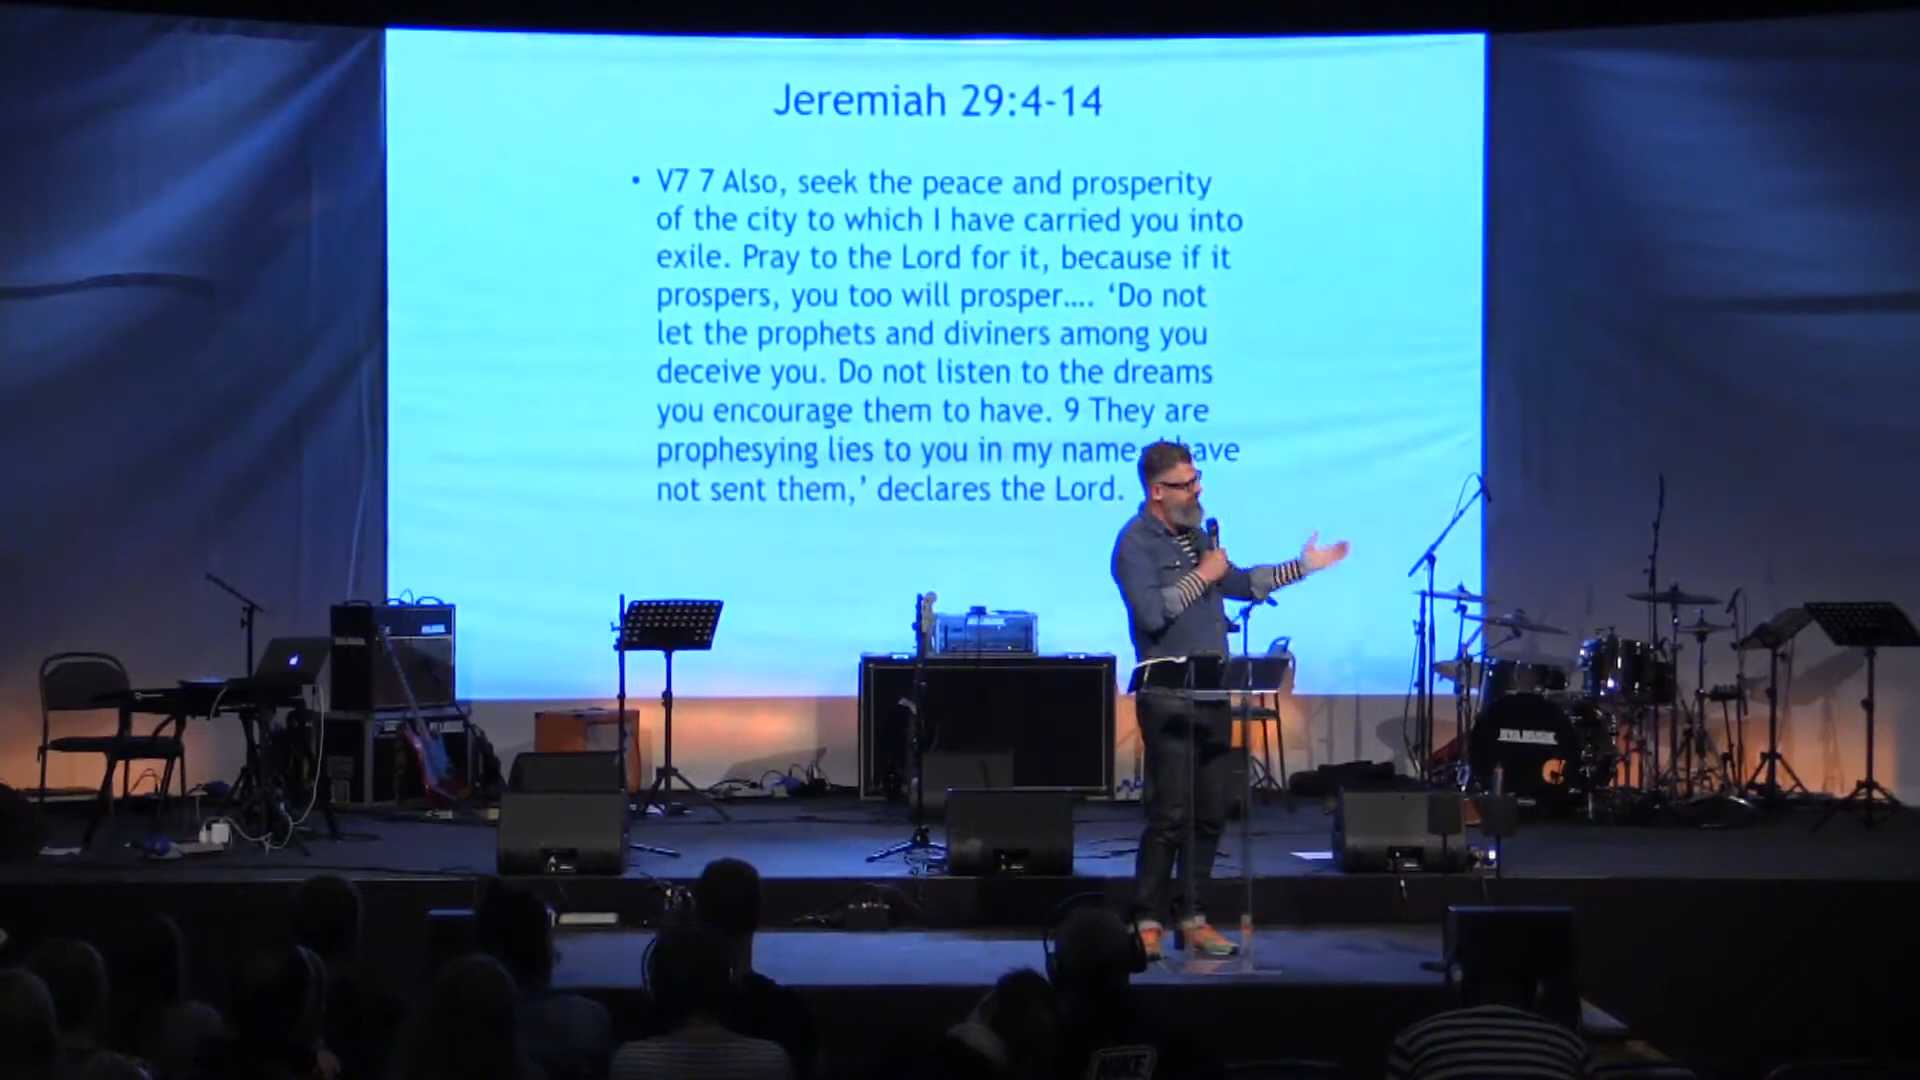 Jeremiah 29:4-14
• V7 7 Also, seek the peace and prosperity
of the city to which I have carried you into
exile. Pray to the Lord for it, because if it
prospers, you too will prosper.... ‘Do not
let the prophets and diviners among you
deceive you. Do not listen to the dreams
you encourage them to have. 9 They are
prophesying lies to you in my name. I have
not sent them,’ declares the Lord.
NIKE